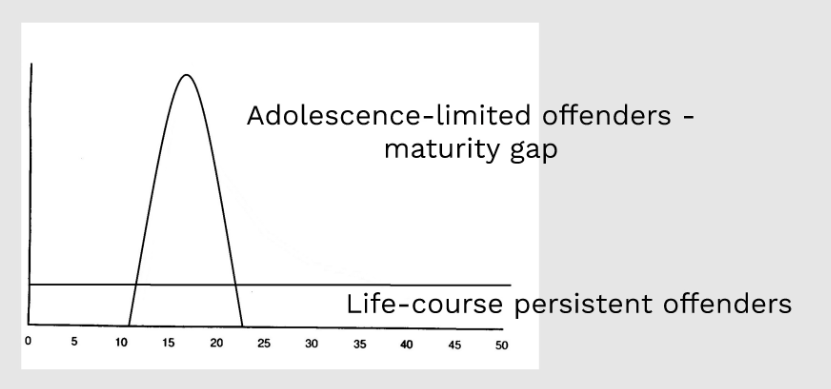 Adolescence-limited offenders -
maturity gap
Life-course persistent offenders
0 5 10 15 20 25 30 35 40 45 50